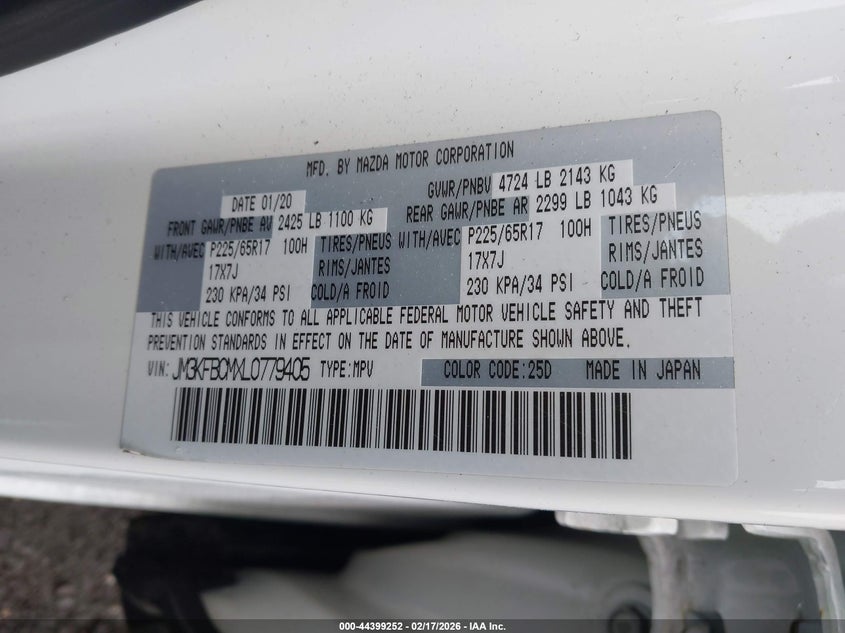 MFD. BY MAZDA MOTOR CORPORATION
DATE 01/20 GVWR/PNBV 4724 LB 2143 KG
FRONT GAWR/PNBE AV 2425 LB 1100 KG REAR GAWR/PNBE AR 2299 LB 1043 KG
WITH/AVEC P225/65R17 100H TIRES/PNEUS WITH/AVEC P225/65R17 100H TIRES/PNEUS
17X7J RIMS/JANTES 17X7J RIMS/JANTES
230 KPA/34 PSI COLD/A FROID 230 KPA/34 PSI COLD/A FROID
THIS VEHICLE CONFORMS TO ALL APPLICABLE FEDERAL MOTOR VEHICLE SAFETY AND THEFT
PREVENTION STANDARDS IN EFFECT ON THE DATE OF MANUFACTURE SHOWN ABOVE.
VIN: JM3KFBCMXL0779405 TYPE:MPV COLOR CODE:25D MADE IN JAPAN
000-44399252 - 02/17/2026 - IAA Inc.